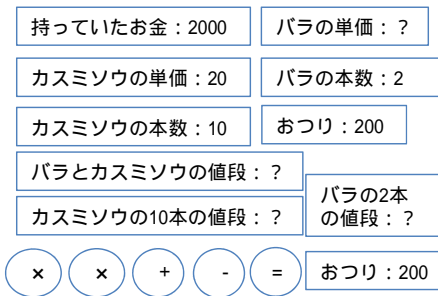 持っていたお金：2000
バラの単価：？
カスミソウの単価：20
バラの本数：2
カスミソウの本数：10
おつり：200
バラとカスミソウの値段：？
カスミソウの10本の値段：？
バラの2本
の値段：？
×
×
+
-
=
おつり：200